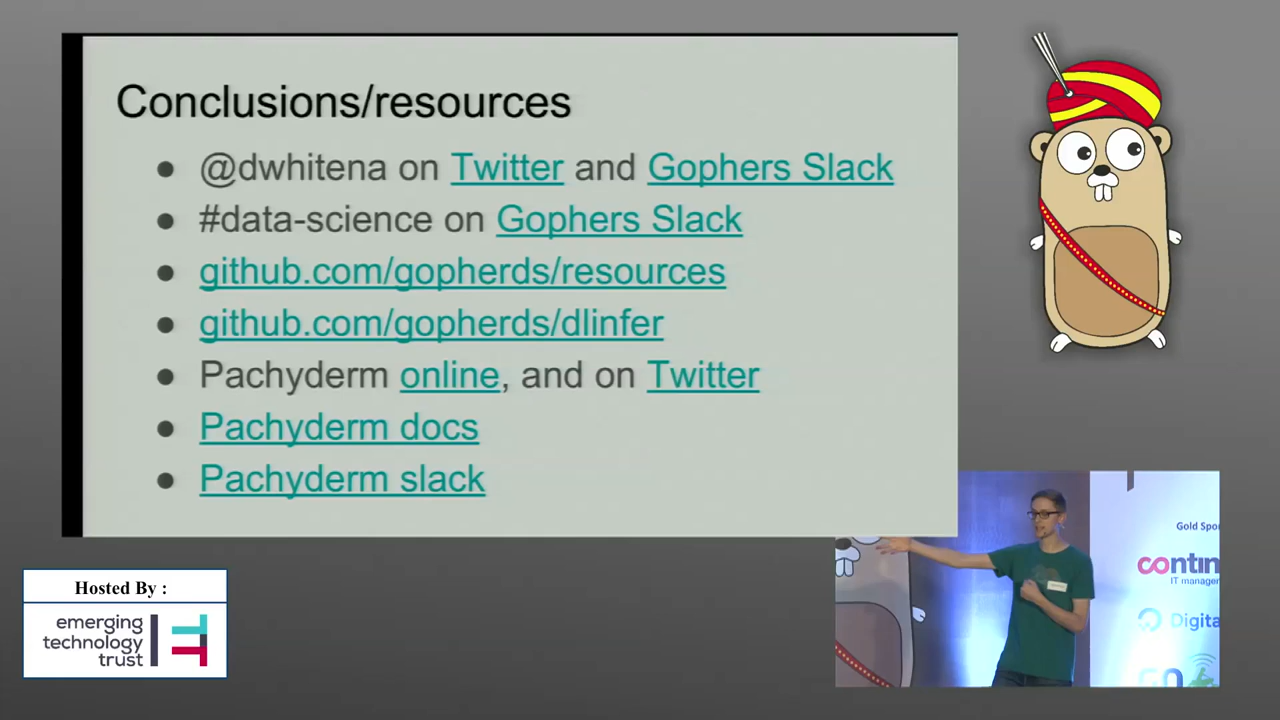 Conclusions/resources
@dwhitena on Twitter and Gophers Slack
#data-science on Gophers Slack
github.com/gopherds/resources
github.com/gopherds/dlinfer
Pachyderm online, and on Twitter
Pachyderm docs
Pachyderm slack
Hosted By :
emerging
technology
trust
Gold Spo
contin
IT manager
Digita
GO